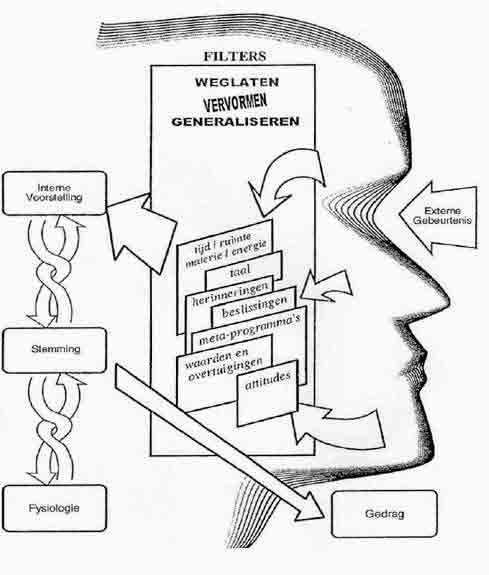 FILTERS
WEGLATEN
VERVORMEN
GENERALISEREN
Interne
Voorstelling
Externe
Gebeurtenis
tijd / ruimte
materie / energie
taal
herinneringen
beslissingen
meta-programma's
waarden en
overtuigingen
attitudes
Stemming
Fysiologie
Gedrag